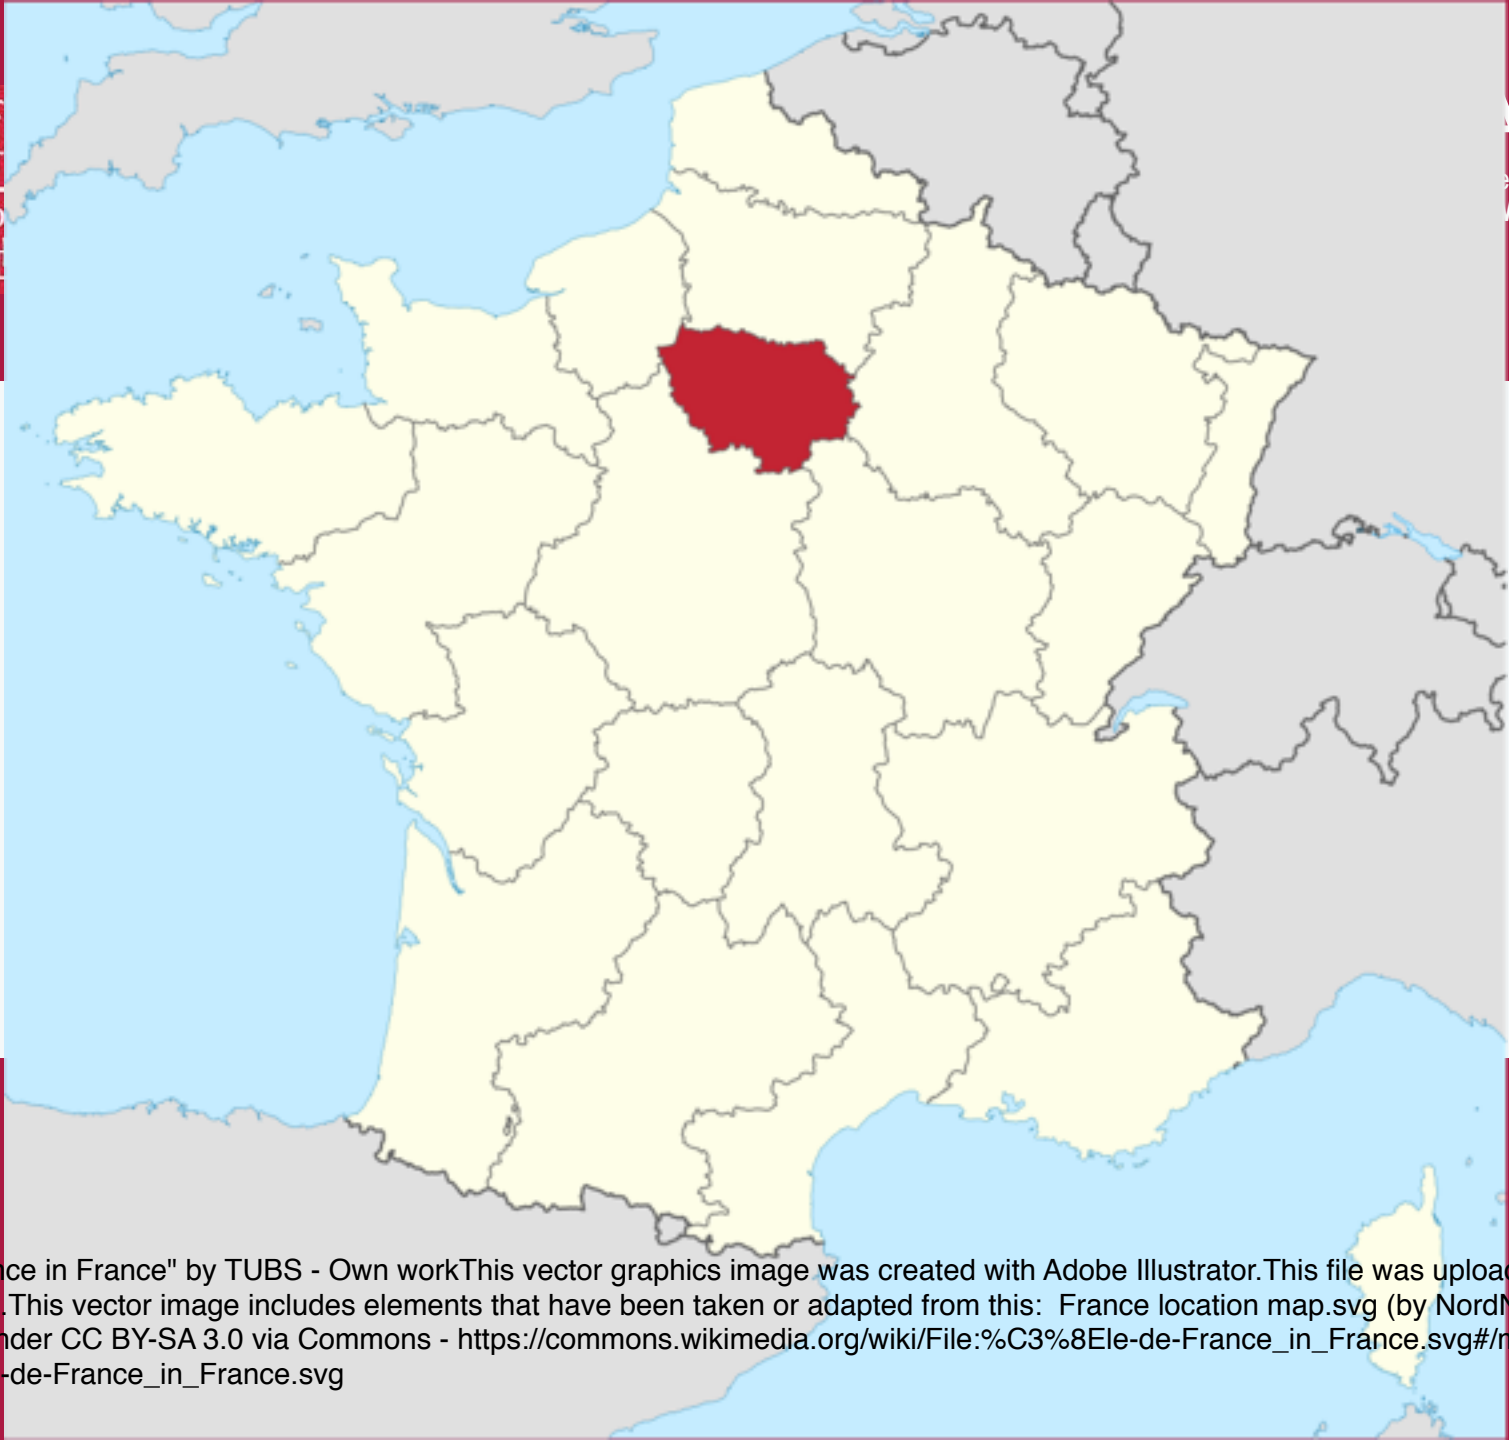 ce in France" by TUBS - Own workThis vector graphics image was created with Adobe Illustrator.This file was uploa
.This vector image includes elements that have been taken or adapted from this:  France location map.svg (by Nord
nder CC BY-SA 3.0 via Commons - https://commons.wikimedia.org/wiki/File:%C3%8Ele-de-France_in_France.svg#/
-de-France_in_France.svg